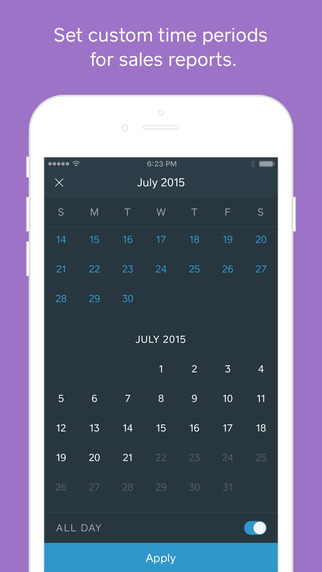 Set custom time periods
for sales reports.
6:23 PM
July 2015
S M T W T F S
14 15 16 17 18 19 20
21 22 23 24 25 26 27
28 29 30
JULY 2015
1 2 3 4
5 6 7 8 9 10 11
12 13 14 15 16 17 18
19 20 21 22 23 24 25
26 27 28 29 30 31
ALL DAY
Apply